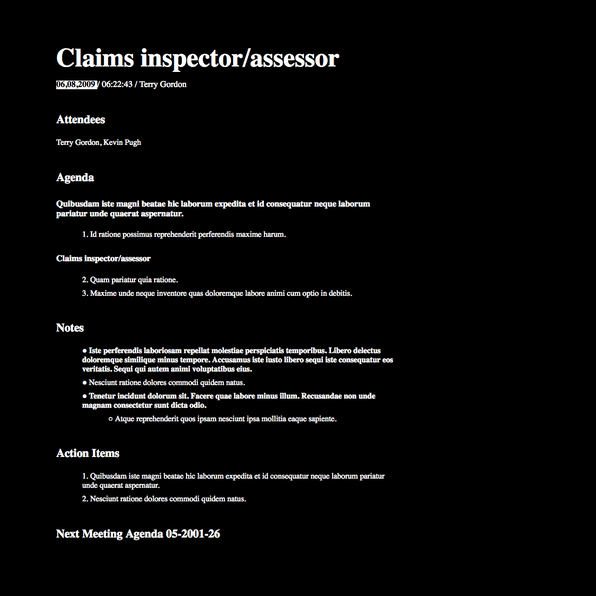 Claims inspector/assessor
06,08,2009 / 06:22:43 / Terry Gordon
Attendees
Terry Gordon, Kevin Pugh
Agenda
Quibusdam iste magni beatae hic laborum expedita et id consequatur neque laborum
pariatur unde quaerat aspernatur.
1. Id ratione possimus reprehenderit perferendis maxime harum.
Claims inspector/assessor
2. Quam pariatur quia ratione.
3. Maxime unde neque inventore quas doloremque labore animi cum optio in debitis.
Notes
● Iste perferendis laboriosam repellat molestiae perspiciatis temporibus. Libero delectus
doloremque similique minus tempore. Accusamus iste iusto libero sequi iste consequatur eos
veritatis. Sequi qui autem animi voluptatibus eius.
● Nesciunt ratione dolores commodi quidem natus.
● Tenetur incidunt dolorum sit. Facere quae labore minus illum. Recusandae non unde
magnam consectetur sunt dicta odio.
○ Atque reprehenderit quos ipsam nesciunt ipsa mollitia eaque sapiente.
Action Items
1. Quibusdam iste magni beatae hic laborum expedita et id consequatur neque laborum pariatur
unde quaerat aspernatur.
2. Nesciunt ratione dolores commodi quidem natus.
Next Meeting Agenda 05-2001-26